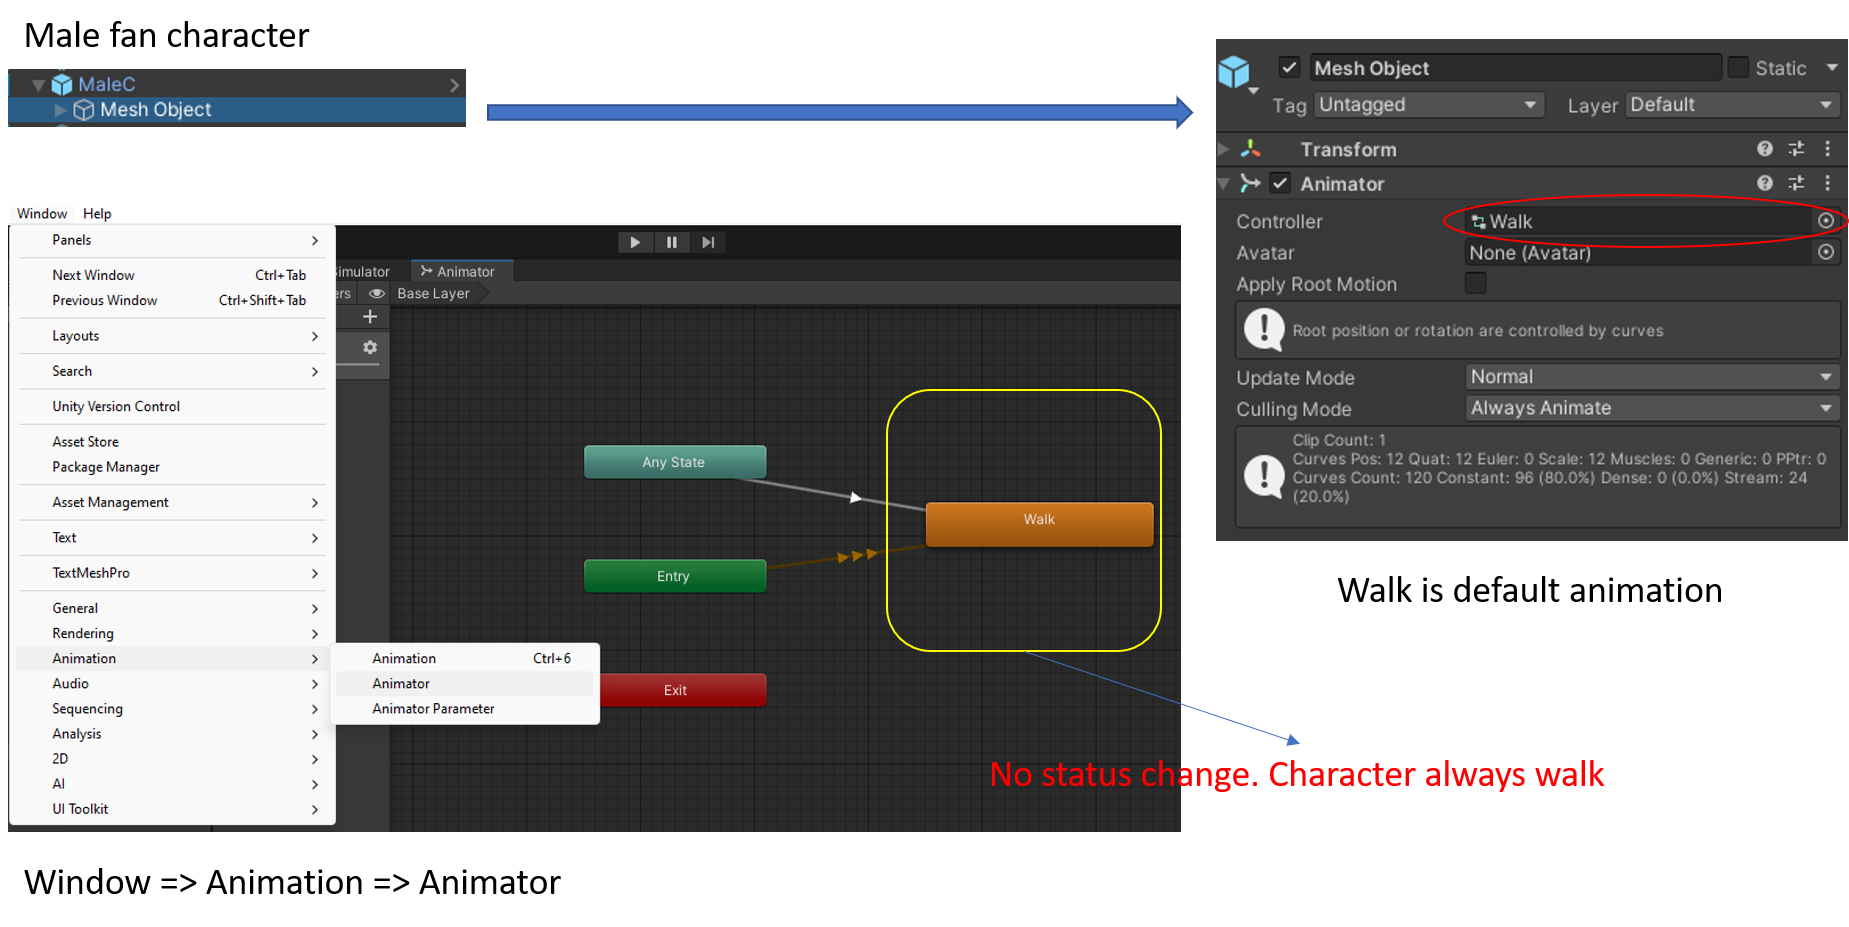 Male fan character
MaleC
Mesh Object
Mesh Object
Static
Tag Untagged Layer Default
Transform
Animator
Controller Walk
Avatar None (Avatar)
Apply Root Motion
Root position or rotation are controlled by curves
Update Mode Normal
Culling Mode Always Animate
Clip Count: 1
Curves Pos: 12 Quat: 12 Euler: 0 Scale: 12 Muscles: 0 Generic: 0 PPtr: 0
Curves Count: 120 Constant: 96 (80.0%) Dense: 0 (0.0%) Stream: 24
(20.0%)
Walk is default animation
Window Help
Panels
Next Window Ctrl+Tab
Previous Window Ctrl+Shift+Tab
Layouts
Search
Unity Version Control
Asset Store
Package Manager
Asset Management
Text
TextMeshPro
General
Rendering
Animation
Audio
Sequencing
Analysis
2D
AI
UI Toolkit
Animation Ctrl+6
Animator
Animator Parameter
imulator Animator
ers Base Layer
Any State
Walk
Entry
Exit
No status change. Character always walk
Window => Animation => Animator